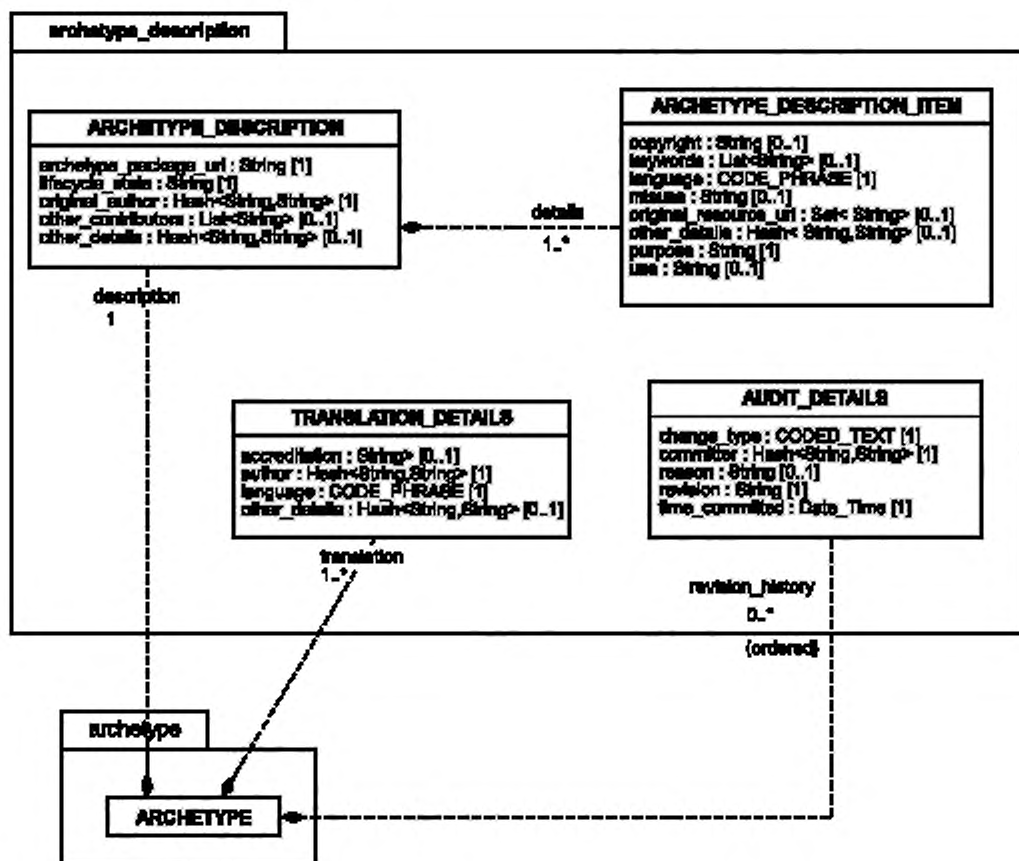 archetype_description
ARCHETYPE_DESCRIPTION
archetype_package_uri : String [1]
lifecycle_state : String [1]
original_author : Hash<String,String> [1]
other_contributors : List<String> [0..1]
other_details : Hash<String,String> [0..1]
ARCHETYPE_DESCRIPTION_ITEM
copyright : String [0..1]
keywords : List<String> [0..1]
language : CODE_PHRASE [1]
misuse : String [0..1]
original_resource_uri : Set< String> [0..1]
other_details : Hash< String,String> [0..1]
purpose : String [1]
use : String [0..1]
details
1..*
description
1
TRANSLATION_DETAILS
accreditation : String> [0..1]
author : Hash<String,String> [1]
language : CODE_PHRASE [1]
other_details : Hash<String,String> [0..1]
AUDIT_DETAILS
change_type : CODED_TEXT [1]
committer : Hash<String,String> [1]
reason : String [0..1]
revision : String [1]
time_committed : Date_Time [1]
translation
1..*
revision_history
0..*
{ordered}
archetype
ARCHETYPE